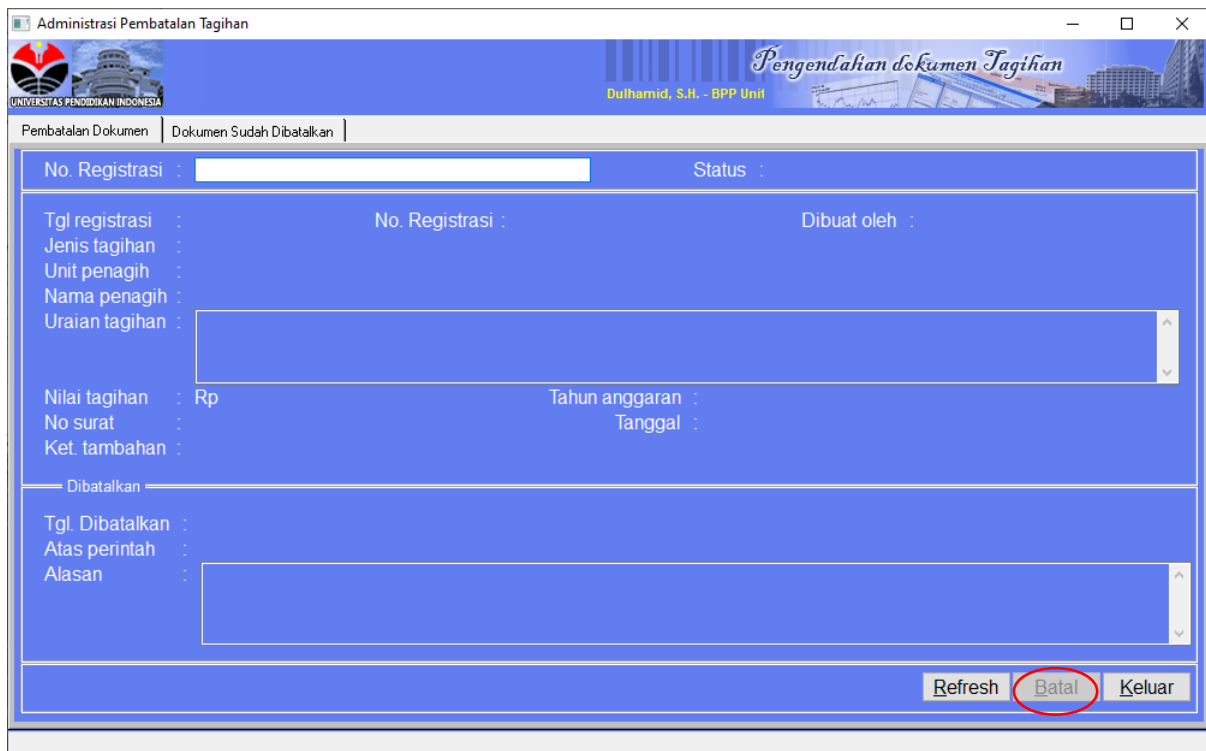 Administrasi Pembatalan Tagihan
Pengendalian dokumen Tagihan
UNIVERSITAS PENDIDIKAN INDONESIA
Dulhamid, S.H. - BPP Unit
Pembatalan Dokumen Dokumen Sudah Dibatalkan
No. Registrasi : Status :
Tgl registrasi : No. Registrasi : Dibuat oleh :
Jenis tagihan :
Unit penagih :
Nama penagih :
Uraian tagihan :
Nilai tagihan : Rp Tahun anggaran :
No surat : Tanggal :
Ket. tambahan :
Dibatalkan
Tgl. Dibatalkan :
Atas perintah :
Alasan :
Refresh Batal Keluar